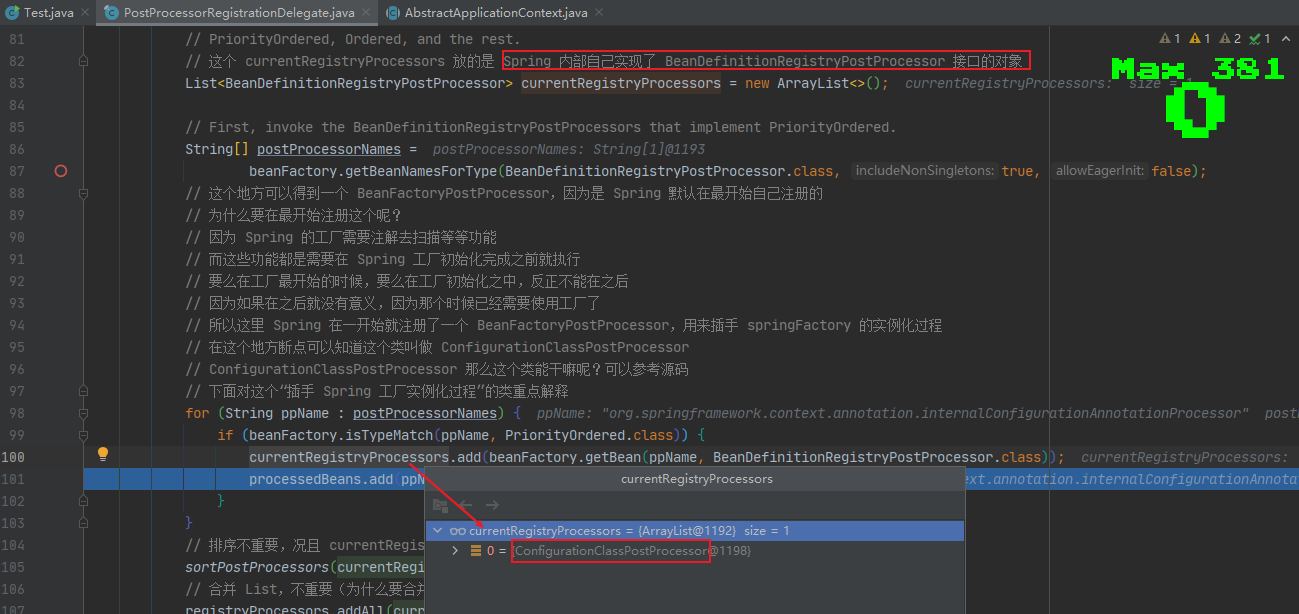 Test.java × PostProcessorRegistrationDelegate.java × AbstractApplicationContext.java ×
81 // PriorityOrdered, Ordered, and the rest. 1 1 2 1
82 // 这个 currentRegistryProcessors 放的是 Spring 内部自己实现了 BeanDefinitionRegistryPostProcessor 接口的对象
Max 381
83 List<BeanDefinitionRegistryPostProcessor> currentRegistryProcessors = new ArrayList<>(); currentRegistryProcessors: size =
0
84
85 // First, invoke the BeanDefinitionRegistryPostProcessors that implement PriorityOrdered.
86 String[] postProcessorNames = postProcessorNames: String[1]@1193
87 beanFactory.getBeanNamesForType(BeanDefinitionRegistryPostProcessor.class, includeNonSingletons: true, allowEagerInit: false);
88 // 这个地方可以得到一个 BeanFactoryPostProcessor，因为是 Spring 默认在最开始自己注册的
89 // 为什么要在最开始注册这个呢？
90 // 因为 Spring 的工厂需要注解去扫描等等功能
91 // 而这些功能都是需要在 Spring 工厂初始化完成之前就执行
92 // 要么在工厂最开始的时候，要么在工厂初始化之中，反正不能在之后
93 // 因为如果在之后就没有意义，因为那个时候已经需要使用工厂了
94 // 所以这里 Spring 在一开始就注册了一个 BeanFactoryPostProcessor，用来插手 springFactory 的实例化过程
95 // 在这个地方断点可以知道这个类叫做 ConfigurationClassPostProcessor
96 // ConfigurationClassPostProcessor 那么这个类能干嘛呢？可以参考源码
97 // 下面对这个“插手 Spring 工厂实例化过程”的类重点解释
98 for (String ppName : postProcessorNames) { ppName: "org.springframework.context.annotation.internalConfigurationAnnotationProcessor" post
99 if (beanFactory.isTypeMatch(ppName, PriorityOrdered.class)) {
100 currentRegistryProcessors.add(beanFactory.getBean(ppName, BeanDefinitionRegistryPostProcessor.class)); currentRegistryProcessors:
101 processedBeans.add(ppN ext.annotation.internalConfigurationAnnota
currentRegistryProcessors
102 }
103 }
currentRegistryProcessors = {ArrayList@1192} size = 1
104 // 排序不重要，况且 currentRegis
0 = {ConfigurationClassPostProcessor@1198}
105 sortPostProcessors(currentRegi
106 // 合并 List，不重要（为什么要合并
107 registryProcessors.addAll(curr